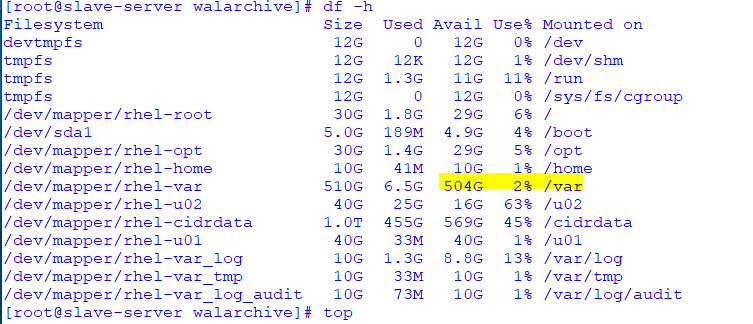 [root@slave-server walarchive]# df -h
Filesystem Size Used Avail Use% Mounted on
devtmpfs 12G 0 12G 0% /dev
tmpfs 12G 12K 12G 1% /dev/shm
tmpfs 12G 1.3G 11G 11% /run
tmpfs 12G 0 12G 0% /sys/fs/cgroup
/dev/mapper/rhel-root 30G 1.8G 29G 6% /
/dev/sda1 5.0G 189M 4.9G 4% /boot
/dev/mapper/rhel-opt 30G 1.4G 29G 5% /opt
/dev/mapper/rhel-home 10G 41M 10G 1% /home
/dev/mapper/rhel-var 510G 6.5G 504G 2% /var
/dev/mapper/rhel-u02 40G 25G 16G 63% /u02
/dev/mapper/rhel-cidrdata 1.0T 455G 569G 45% /cidrdata
/dev/mapper/rhel-u01 40G 33M 40G 1% /u01
/dev/mapper/rhel-var_log 10G 1.3G 8.8G 13% /var/log
/dev/mapper/rhel-var_tmp 10G 33M 10G 1% /var/tmp
/dev/mapper/rhel-var_log_audit 10G 73M 10G 1% /var/log/audit
[root@slave-server walarchive]# top